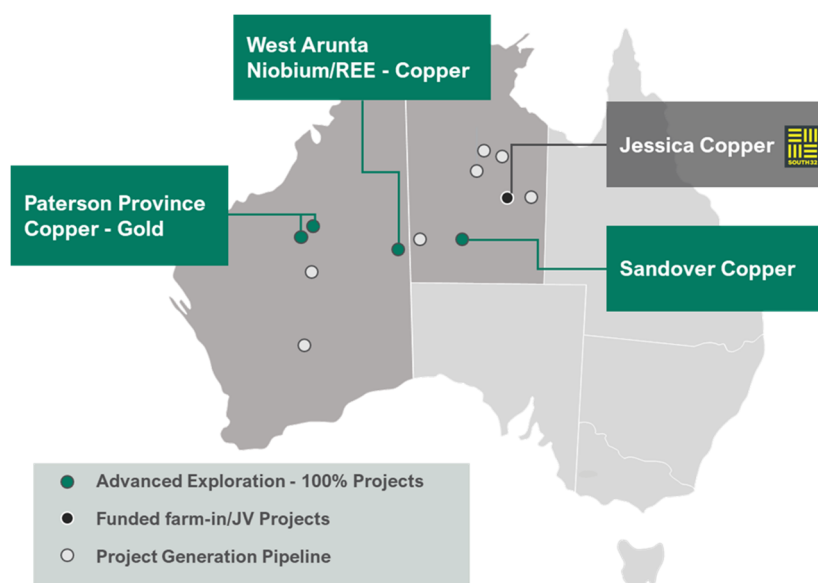 West Arunta
Niobium/REE - Copper
Jessica Copper
SOUTH32
Paterson Province
Copper - Gold
Sandover Copper
Advanced Exploration - 100% Projects
Funded farm-in/JV Projects
Project Generation Pipeline